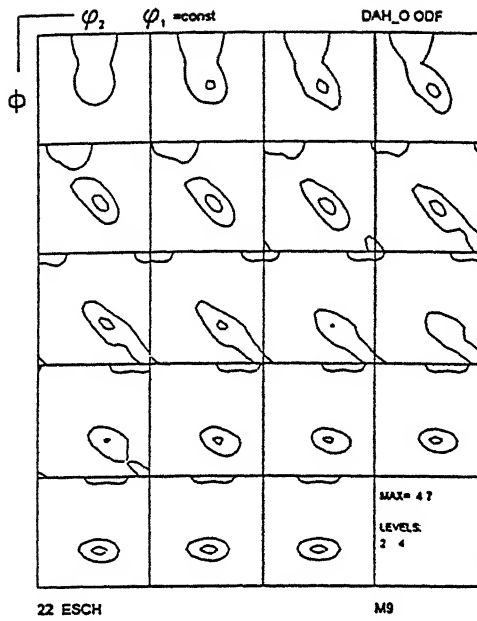 φ₂ φ₁ =const DAH_O ODF
Φ
MAX= 4 7
LEVELS:
2 4
22 ESCH M9